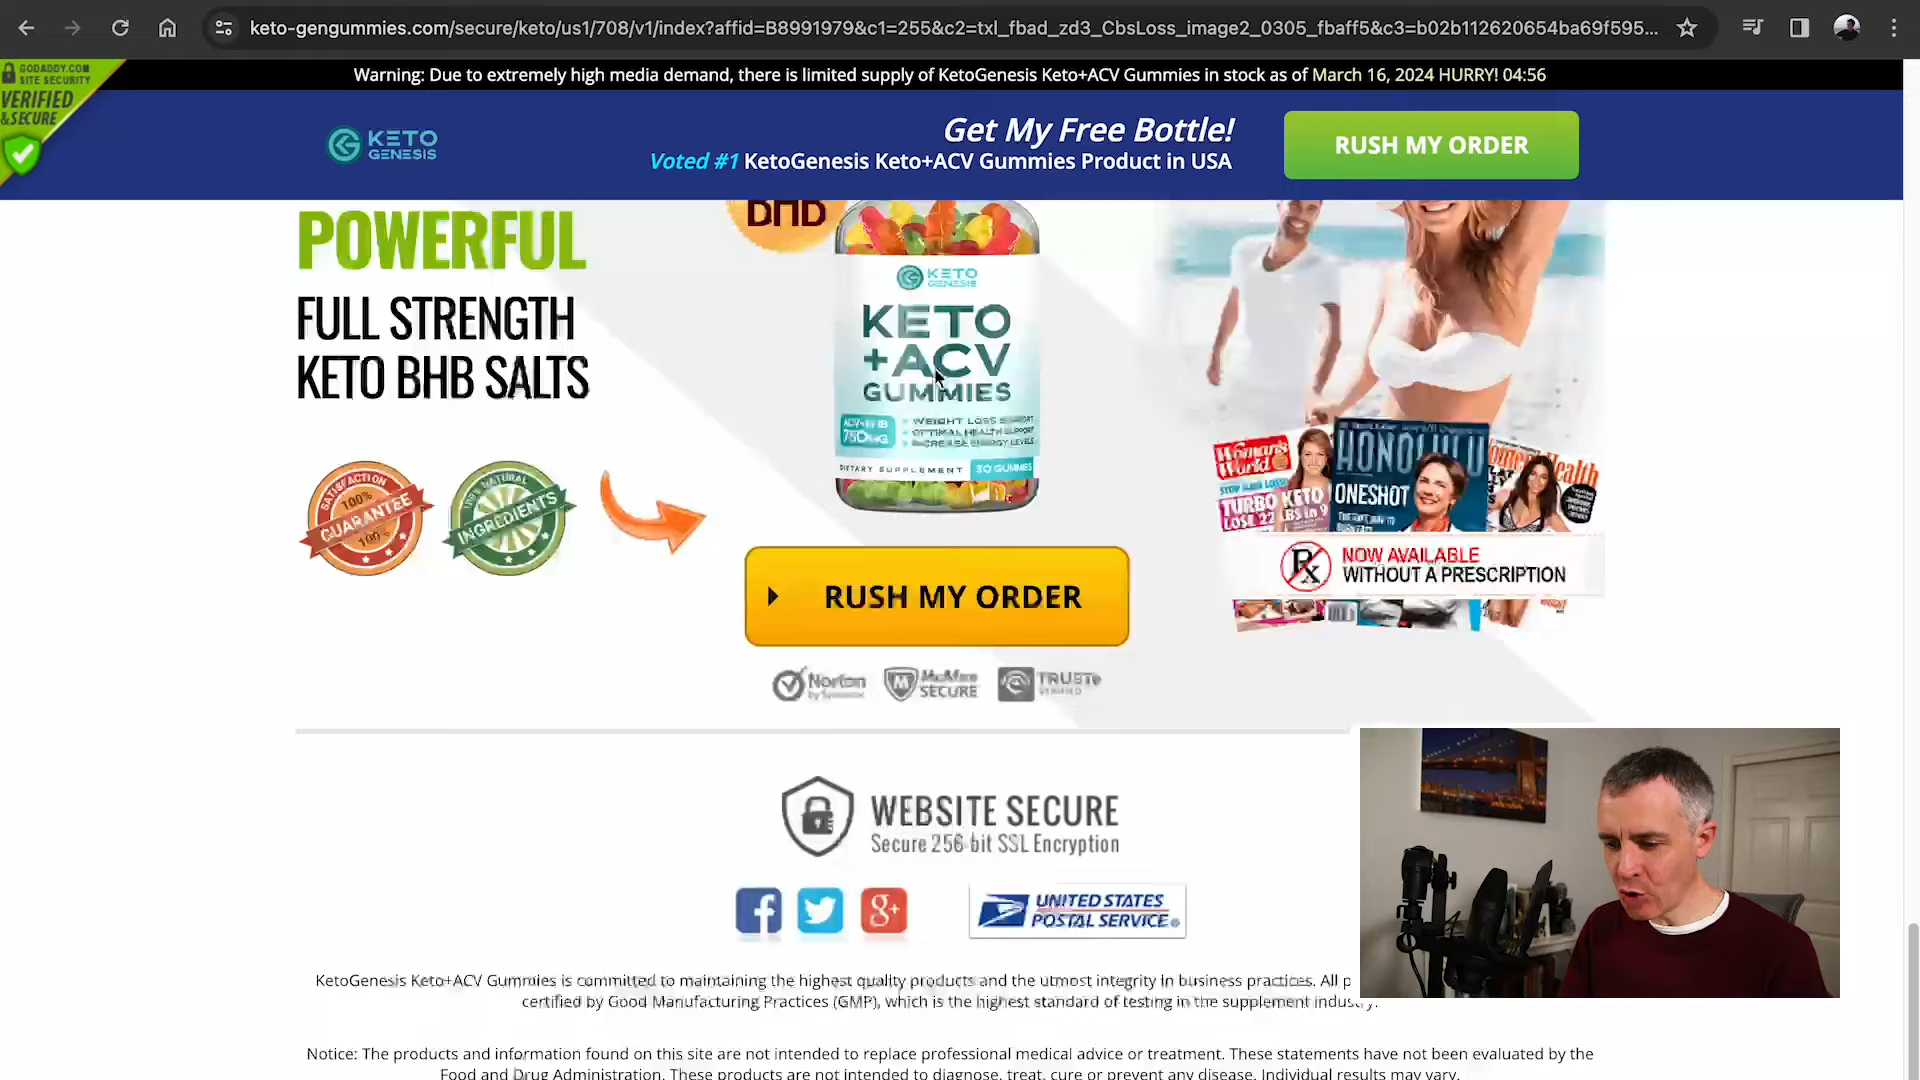 keto-gengummies.com/secure/keto/us1/708/v1/index?affid=B8991979&c1=255&c2=txl_fbad_zd3_CbsLoss_image2_0305_fbaff5&c3=b02b112620654ba69f595...
GODADDY.COM
SITE SECURITY
VERIFIED
& SECURE
Warning: Due to extremely high media demand, there is limited supply of KetoGenesis Keto+ACV Gummies in stock as of March 16, 2024 HURRY! 04:56
KETO
GENESIS
Get My Free Bottle!
Voted #1 KetoGenesis Keto+ACV Gummies Product in USA
RUSH MY ORDER
POWERFUL
FULL STRENGTH
KETO BHB SALTS
SATISFACTION
100%
GUARANTEE
100%
100% NATURAL
INGREDIENTS
BHB
KETO
GENESIS
KETO
+ACV
GUMMIES
ACV+BHB
750MG
WEIGHT LOSS SUPPORT
OPTIMAL HEALTH SUPPORT
INCREASE ENERGY LEVELS
DIETARY SUPPLEMENT
30 GUMMIES
RUSH MY ORDER
Norton
by Symantec
McAfee
SECURE
TRUSTe
Woman's
World
TURBO KETO
LOSE 22 LBS in 9
HONOLULU
ONESHOT
Women'sHealth
Rx
NOW AVAILABLE
WITHOUT A PRESCRIPTION
WEBSITE SECURE
Secure 256 bit SSL Encryption
f
g+
UNITED STATES
POSTAL SERVICE®
KetoGenesis Keto+ACV Gummies is committed to maintaining the highest quality products and the utmost integrity in business practices. All p
certified by Good Manufacturing Practices (GMP), which is the highest standard of testing in the supplement industry.
Notice: The products and information found on this site are not intended to replace professional medical advice or treatment. These statements have not been evaluated by the
Food and Drug Administration. These products are not intended to diagnose, treat, cure or prevent any disease. Individual results may vary.